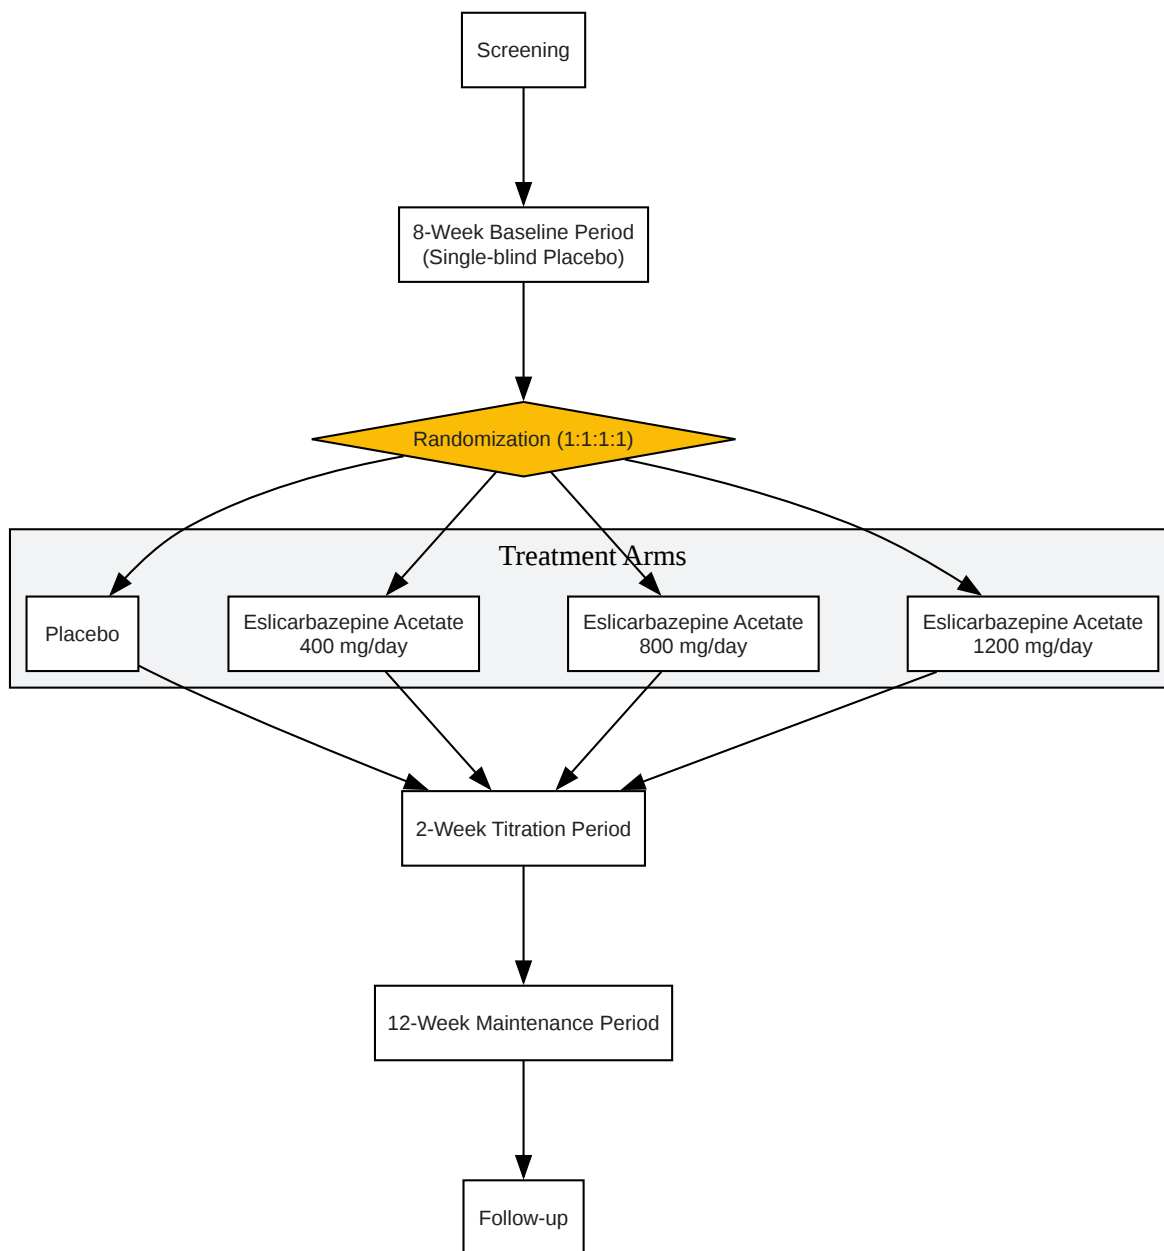 Screening
8-Week Baseline Period
(Single-blind Placebo)
Randomization (1:1:1:1)
Treatment Arms
Placebo
Eslicarbazepine Acetate
400 mg/day
Eslicarbazepine Acetate
800 mg/day
Eslicarbazepine Acetate
1200 mg/day
2-Week Titration Period
12-Week Maintenance Period
Follow-up